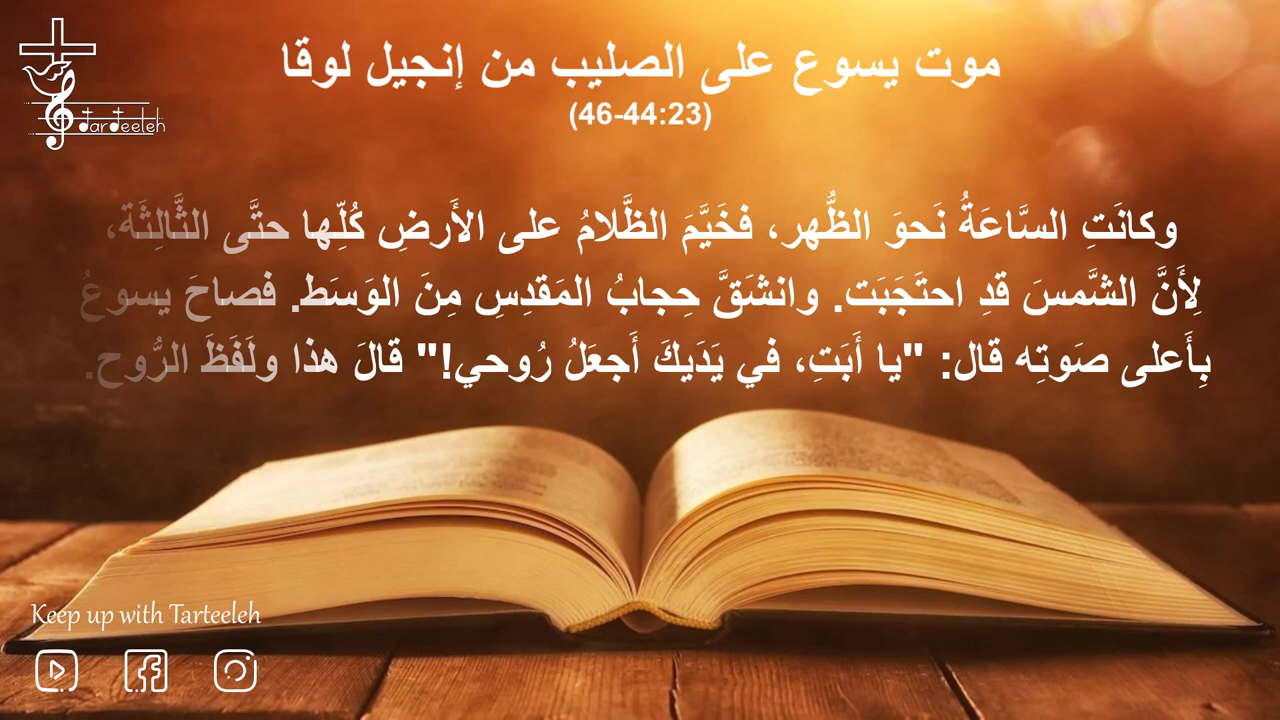 موت يسوع على الصليب من إنجيل لوقا
(46-44:23)
وكانَتِ السَّاعَةُ نَحوَ الظُّهر، فخَيَّمَ الظَّلامُ على الأَرضِ كُلِّها حتَّى الثَّالِثَة،
لِأَنَّ الشَّمسَ قدِ احتَجَبَت. وانشَقَّ حِجابُ المَقدِسِ مِنَ الوَسَط. فصاحَ يسوعُ
بِأَعلى صَوتِه قال: "يا أَبَتِ، في يَدَيكَ أَجعَلُ رُوحي!" قالَ هذا ولَفَظَ الرُّوح.
tarteeleh
Keep up with Tarteeleh